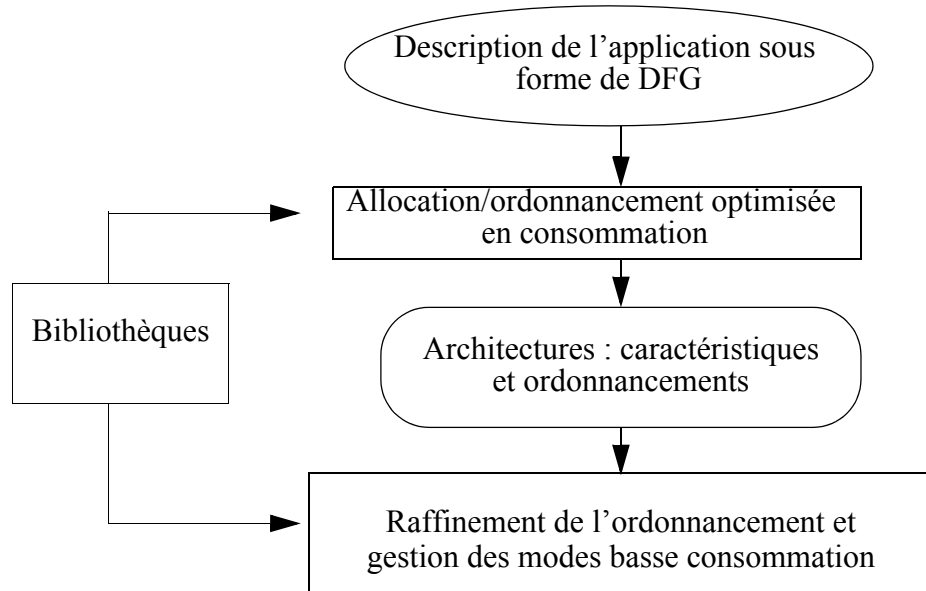 Description de l’application sous
forme de DFG
Allocation/ordonnancement optimisée
en consommation
Bibliothèques
Architectures : caractéristiques
et ordonnancements
Raffinement de l’ordonnancement et
gestion des modes basse consommation